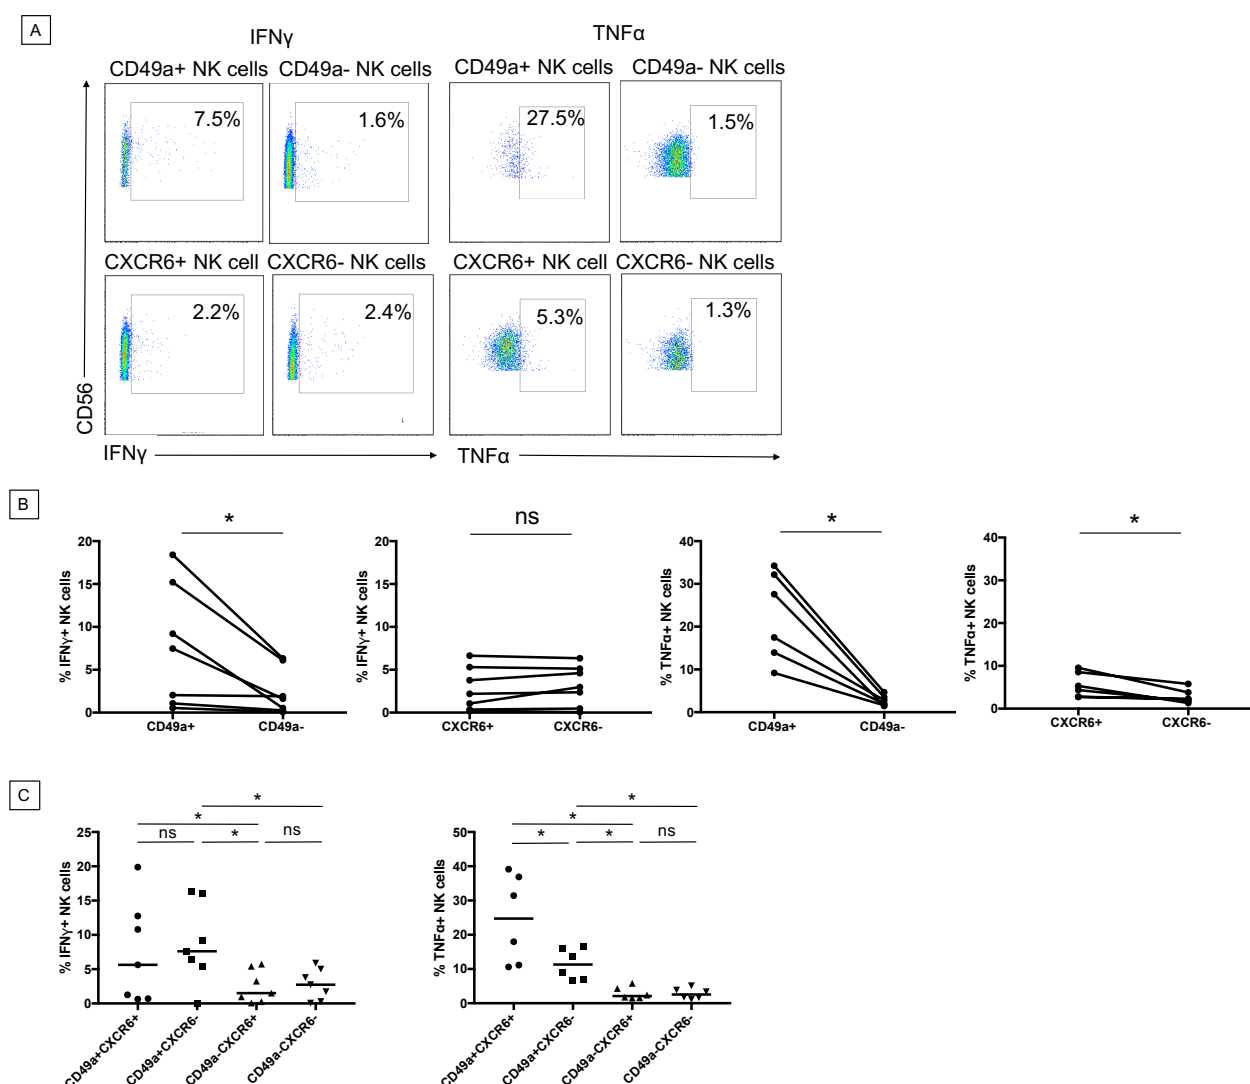 A
IFNγ
TNFα
CD49a+ NK cells CD49a- NK cells CD49a+ NK cells CD49a- NK cells
7.5% 1.6% 27.5% 1.5%
CXCR6+ NK cell CXCR6- NK cells CXCR6+ NK cell CXCR6- NK cells
2.2% 2.4% 5.3% 1.3%
CD56
IFNγ TNFα
B
* ns * *
% IFNγ+ NK cells
20
15
10
5
0
CD49a+ CD49a-
% IFNγ+ NK cells
20
15
10
5
0
CXCR6+ CXCR6-
% TNFα+ NK cells
40
30
20
10
0
CD49a+ CD49a-
% TNFα+ NK cells
40
30
20
10
0
CXCR6+ CXCR6-
C
*
*
ns * ns
% IFNγ+ NK cells
25
20
15
10
5
0
CD49a+CXCR6+
CD49a+CXCR6-
CD49a-CXCR6+
CD49a-CXCR6-
*
*
* * ns
% TNFα+ NK cells
50
40
30
20
10
0
CD49a+CXCR6+
CD49a+CXCR6-
CD49a-CXCR6+
CD49a-CXCR6-